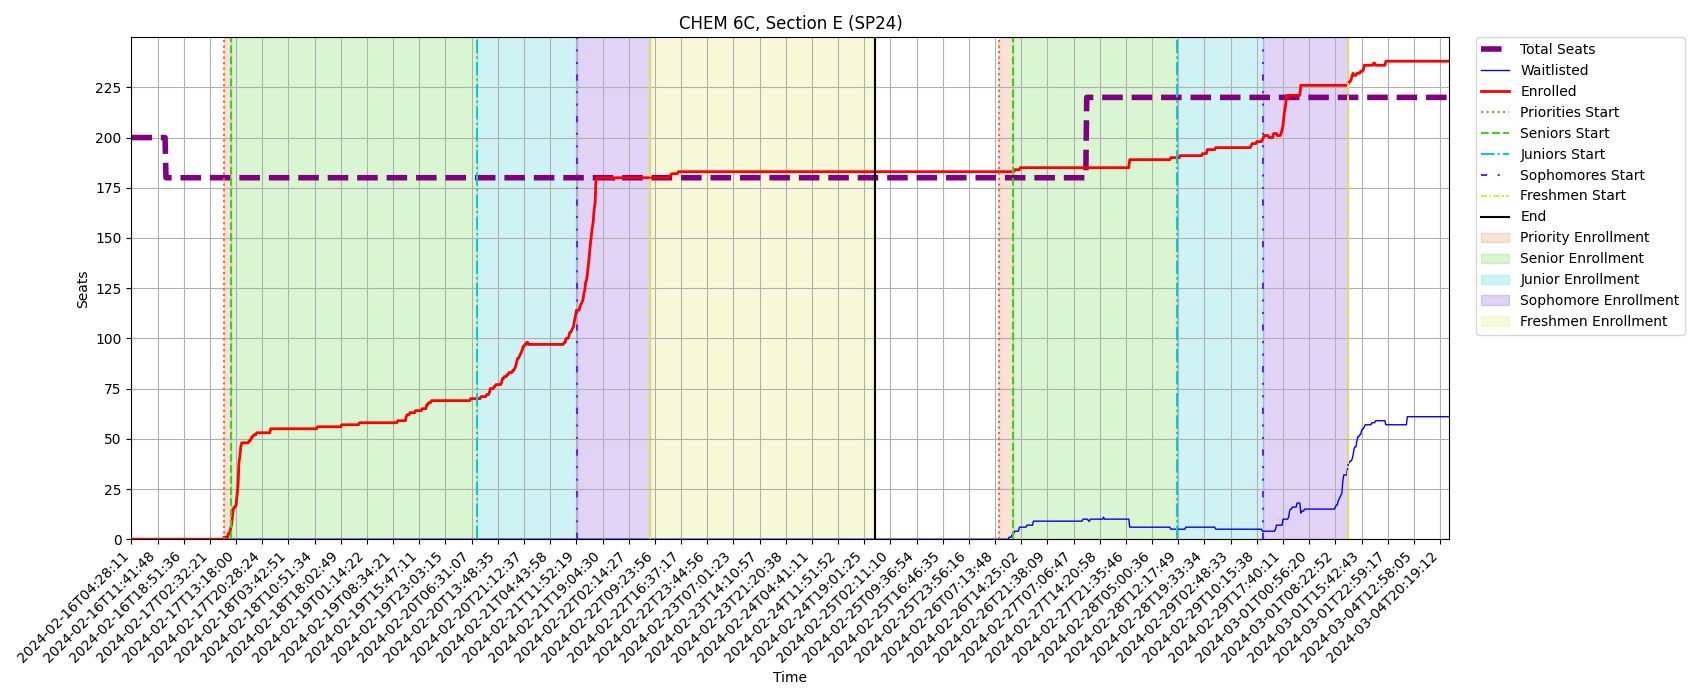 CHEM 6C, Section E (SP24)
Seats
225
200
175
150
125
100
75
50
25
0
2024-02-16T04:28:11
2024-02-16T11:41:48
2024-02-16T18:51:36
2024-02-17T02:32:21
2024-02-17T13:18:00
2024-02-17T20:28:24
2024-02-18T03:42:51
2024-02-18T10:51:34
2024-02-18T18:02:49
2024-02-19T01:14:22
2024-02-19T08:34:21
2024-02-19T15:47:11
2024-02-19T23:03:15
2024-02-20T06:31:07
2024-02-20T13:48:35
2024-02-20T21:12:37
2024-02-21T04:43:58
2024-02-21T11:52:19
2024-02-21T19:04:30
2024-02-22T02:14:27
2024-02-22T09:23:56
2024-02-22T16:37:17
2024-02-22T23:44:56
2024-02-23T07:01:23
2024-02-23T14:10:57
2024-02-23T21:20:38
2024-02-24T04:41:11
2024-02-24T11:51:52
2024-02-24T19:01:25
2024-02-25T02:11:10
2024-02-25T09:36:54
2024-02-25T16:46:35
2024-02-25T23:56:16
2024-02-26T07:13:48
2024-02-26T14:25:02
2024-02-26T21:38:09
2024-02-27T07:06:47
2024-02-27T14:20:58
2024-02-27T21:35:46
2024-02-28T05:00:36
2024-02-28T12:17:49
2024-02-28T19:33:34
2024-02-29T02:48:33
2024-02-29T10:15:38
2024-02-29T17:40:11
2024-03-01T00:56:20
2024-03-01T08:22:52
2024-03-01T15:42:43
2024-03-01T22:59:17
2024-03-04T12:58:05
2024-03-04T20:19:12
Time
Total Seats
Waitlisted
Enrolled
Priorities Start
Seniors Start
Juniors Start
Sophomores Start
Freshmen Start
End
Priority Enrollment
Senior Enrollment
Junior Enrollment
Sophomore Enrollment
Freshmen Enrollment